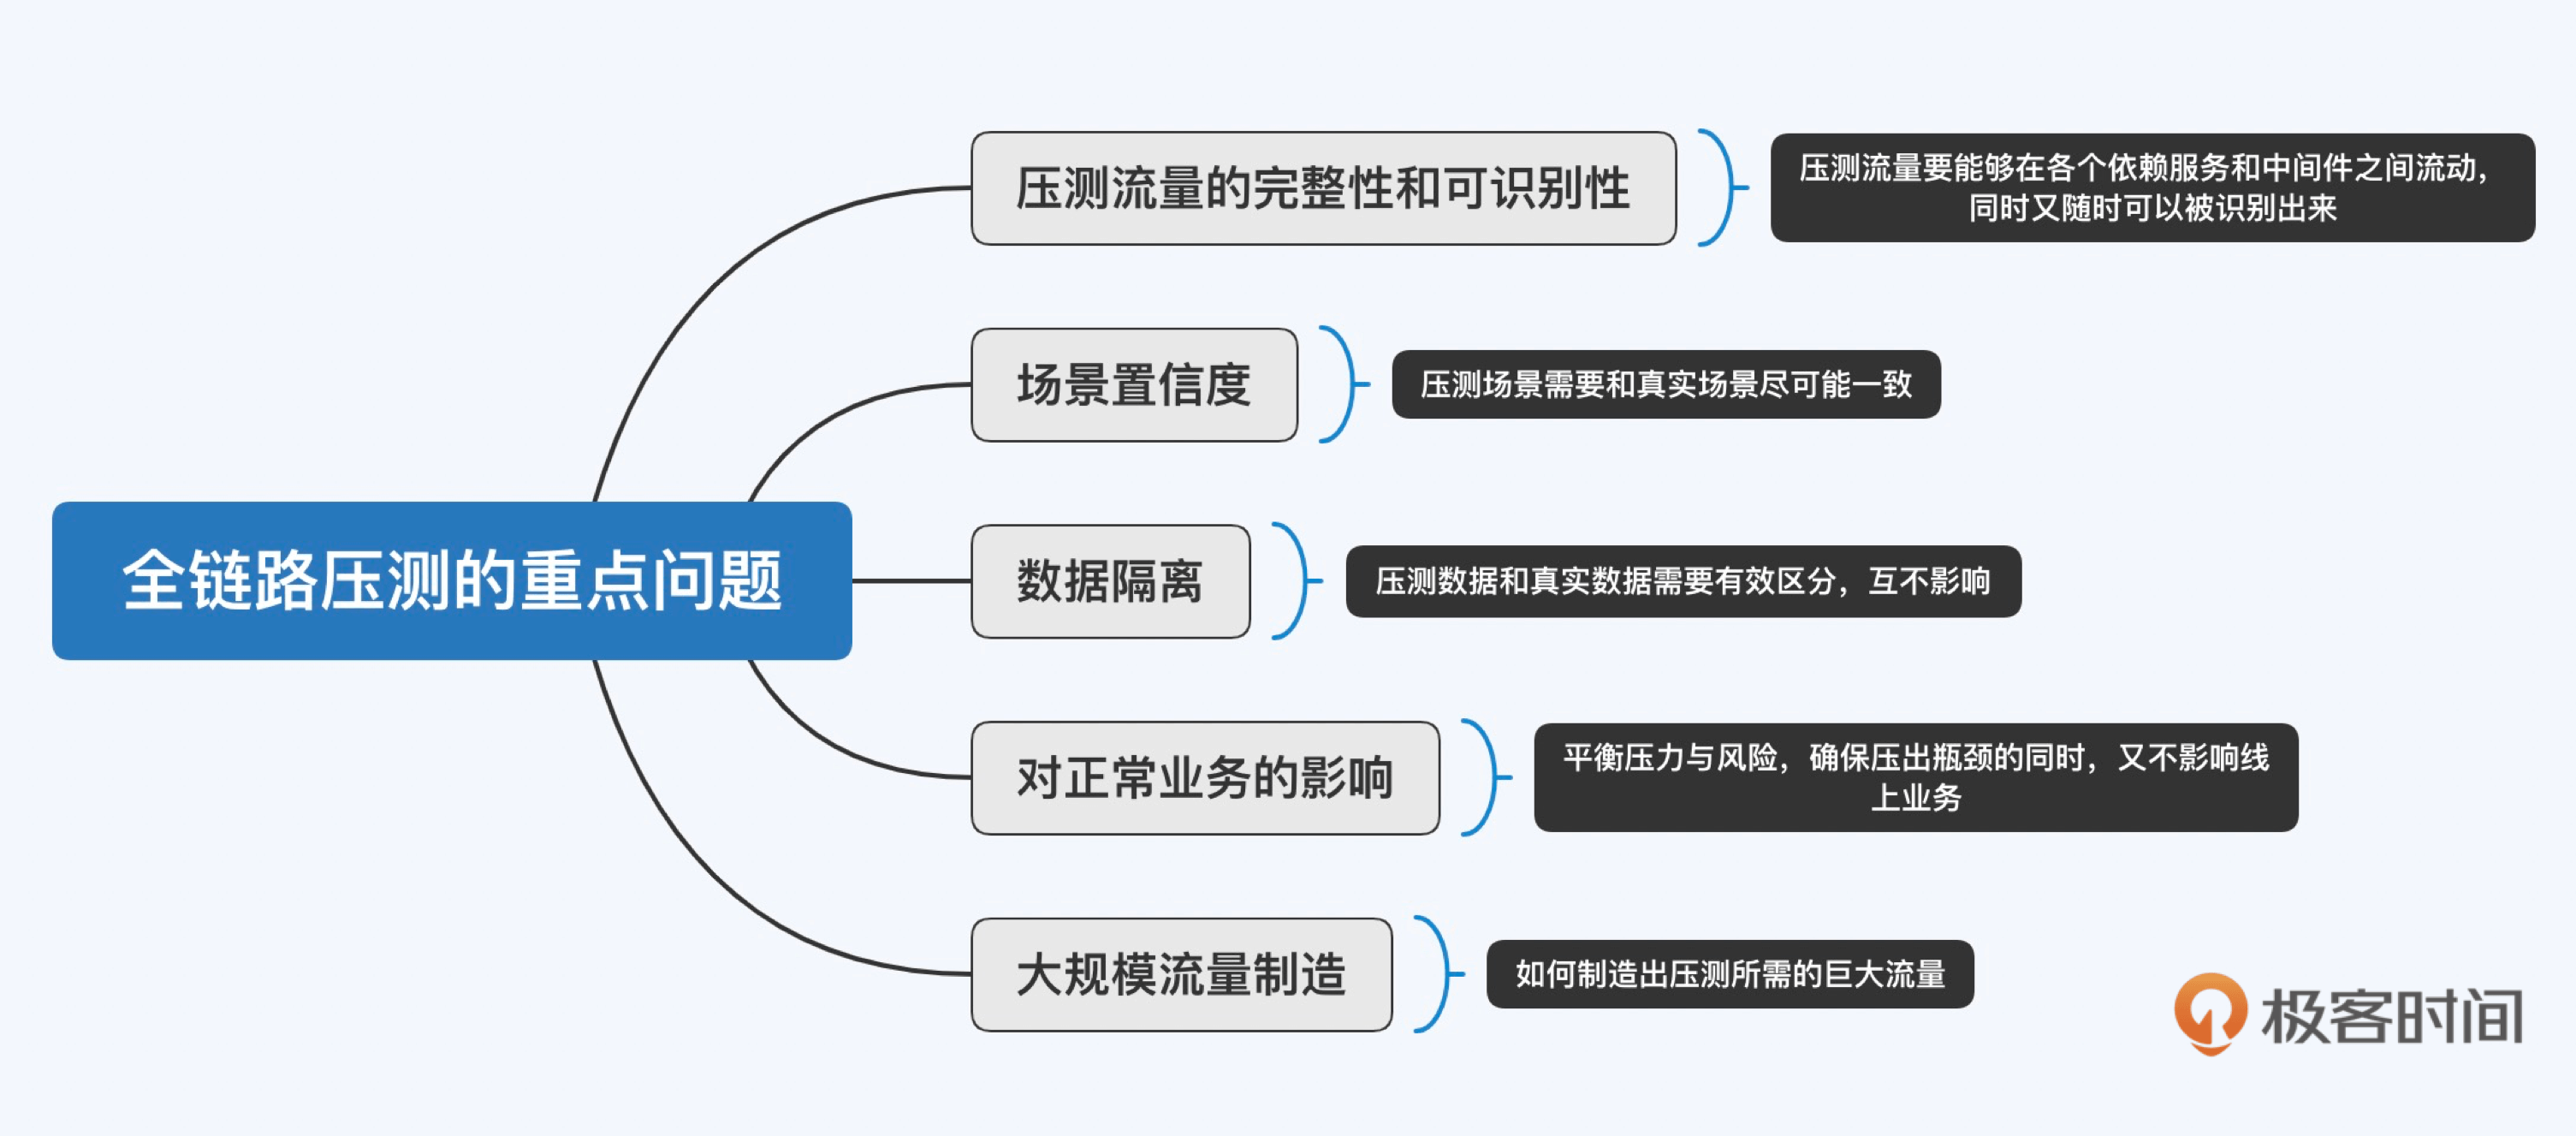 压测流量的完整性和可识别性
压测流量要能够在各个依赖服务和中间件之间流动，
同时又随时可以被识别出来
场景置信度
压测场景需要和真实场景尽可能一致
全链路压测的重点问题
数据隔离
压测数据和真实数据需要有效区分，互不影响
对正常业务的影响
平衡压力与风险，确保压出瓶颈的同时，又不影响线
上业务
大规模流量制造
如何制造出压测所需的巨大流量
极客时间